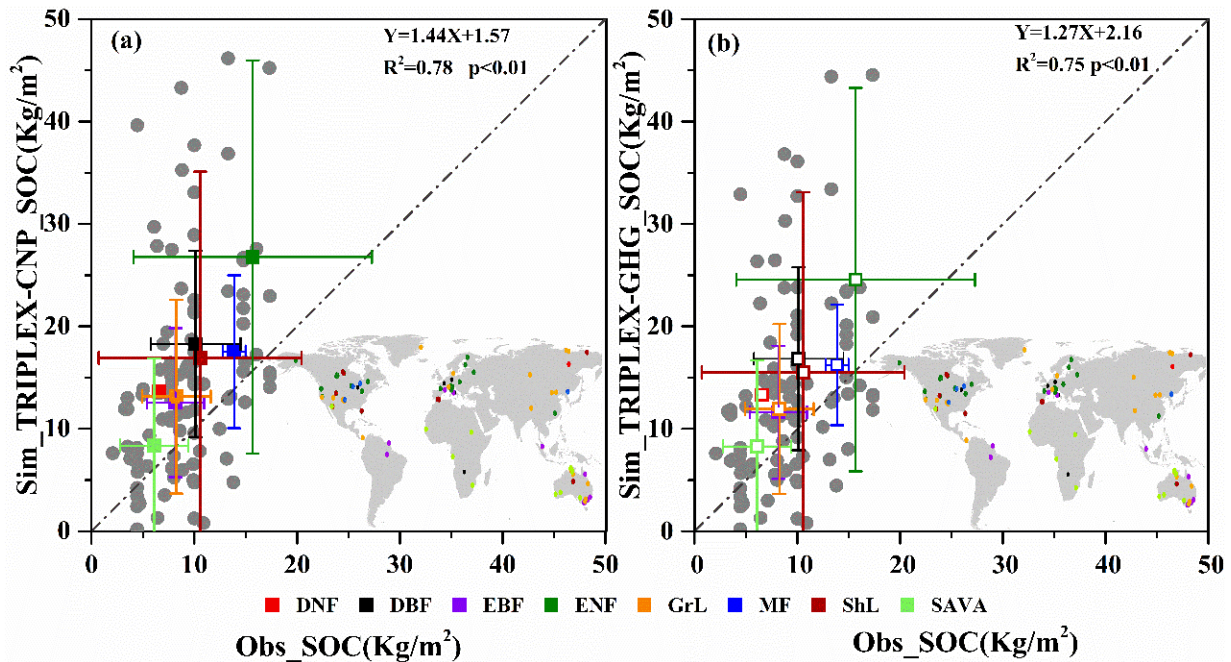 (a)
Y=1.44X+1.57
R²=0.78 p<0.01
Sim_TRIPLEX-CNP_SOC(Kg/m²)
50
40
30
20
10
0
0 10 20 30 40 50
(b)
Y=1.27X+2.16
R²=0.75 p<0.01
Sim_TRIPLEX-GHG_SOC(Kg/m²)
50
40
30
20
10
0
0 10 20 30 40 50
DNF DBF EBF ENF GrL MF ShL SAVA
Obs_SOC(Kg/m²) Obs_SOC(Kg/m²)